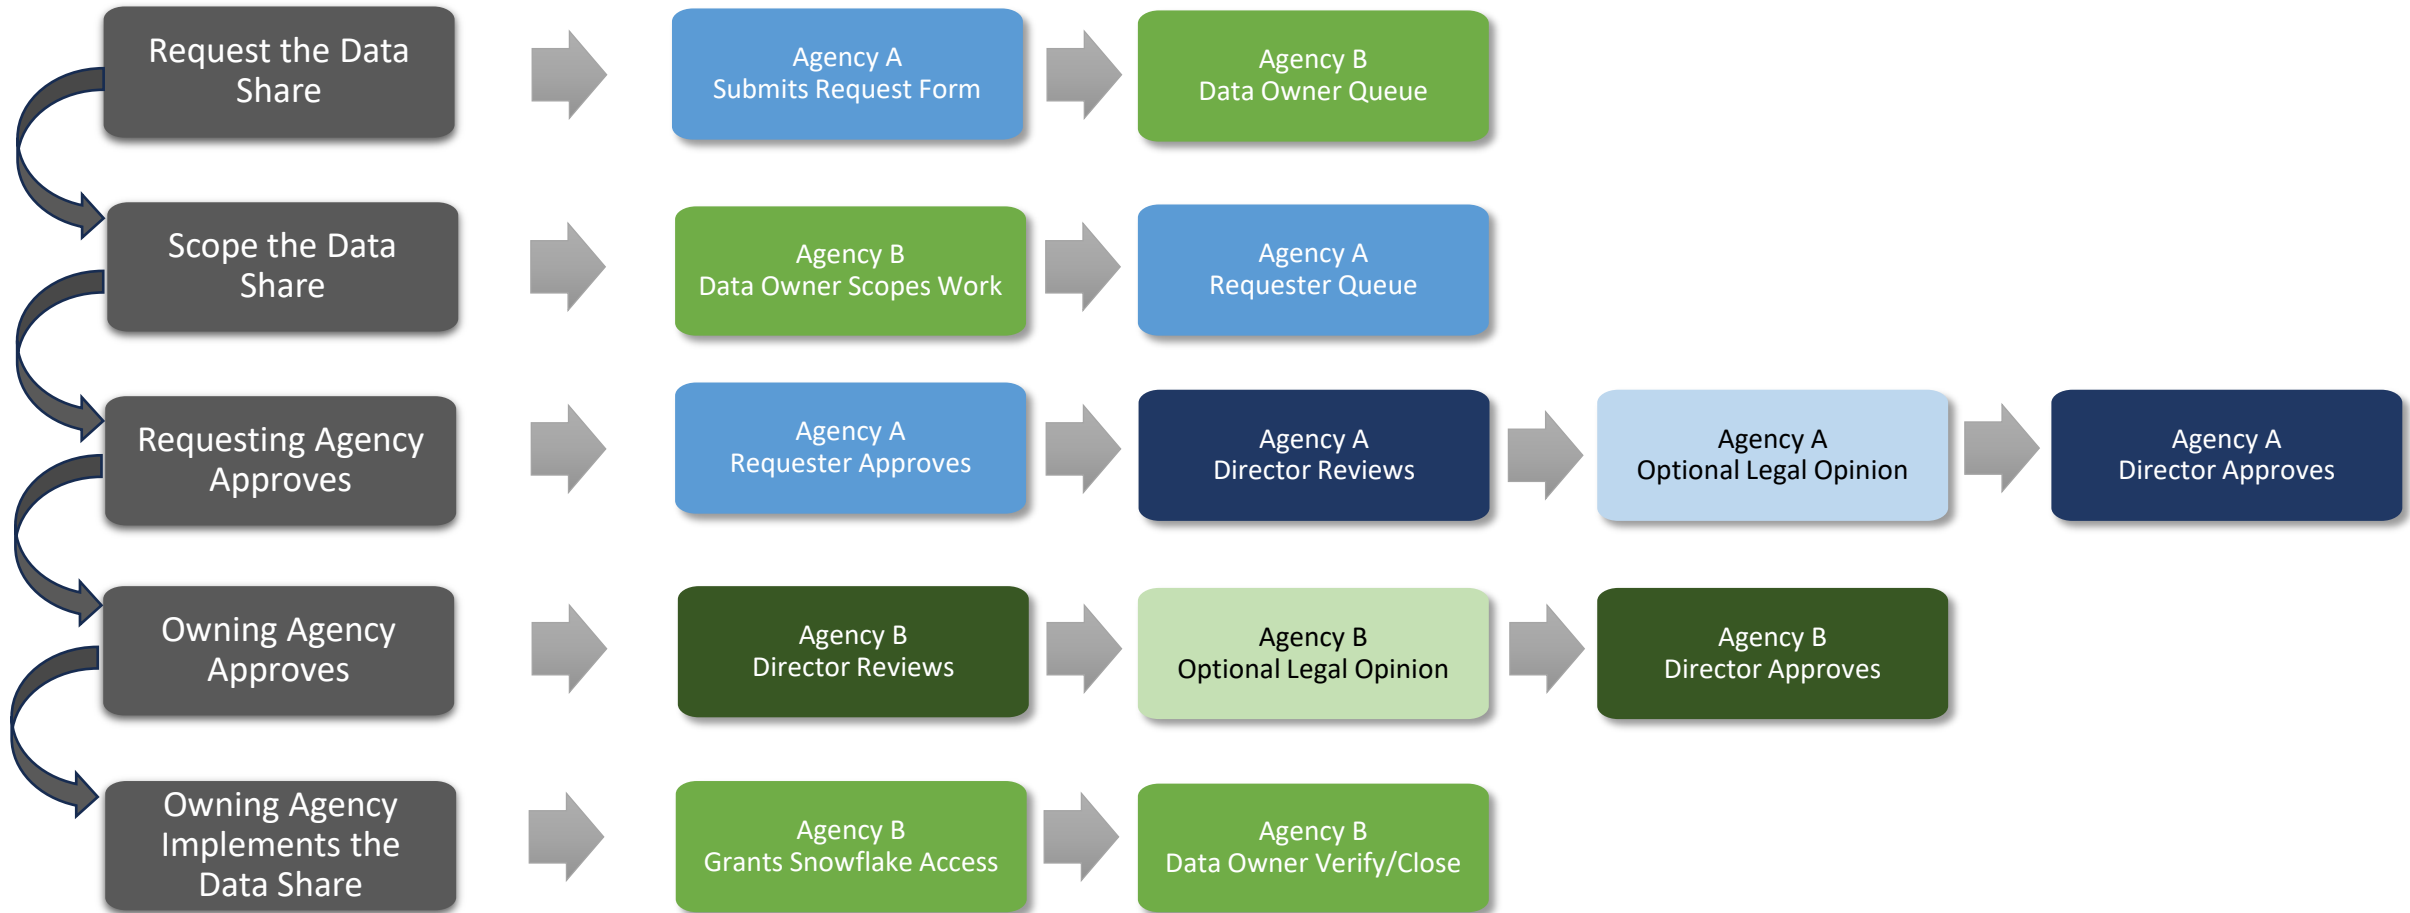 Request the Data
Share
Agency A
Submits Request Form
Agency B
Data Owner Queue
Scope the Data
Share
Agency B
Data Owner Scopes Work
Agency A
Requester Queue
Requesting Agency
Approves
Agency A
Requester Approves
Agency A
Director Reviews
Agency A
Optional Legal Opinion
Agency A
Director Approves
Owning Agency
Approves
Agency B
Director Reviews
Agency B
Optional Legal Opinion
Agency B
Director Approves
Owning Agency
Implements the
Data Share
Agency B
Grants Snowflake Access
Agency B
Data Owner Verify/Close